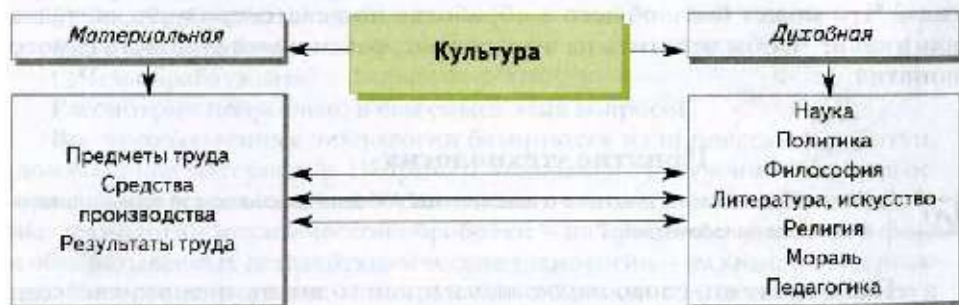 Материальная
Культура
Духовная
Предметы труда
Средства
производства
Результаты труда
Наука
Политика
Философия
Литература, искусство
Религия
Мораль
Педагогика